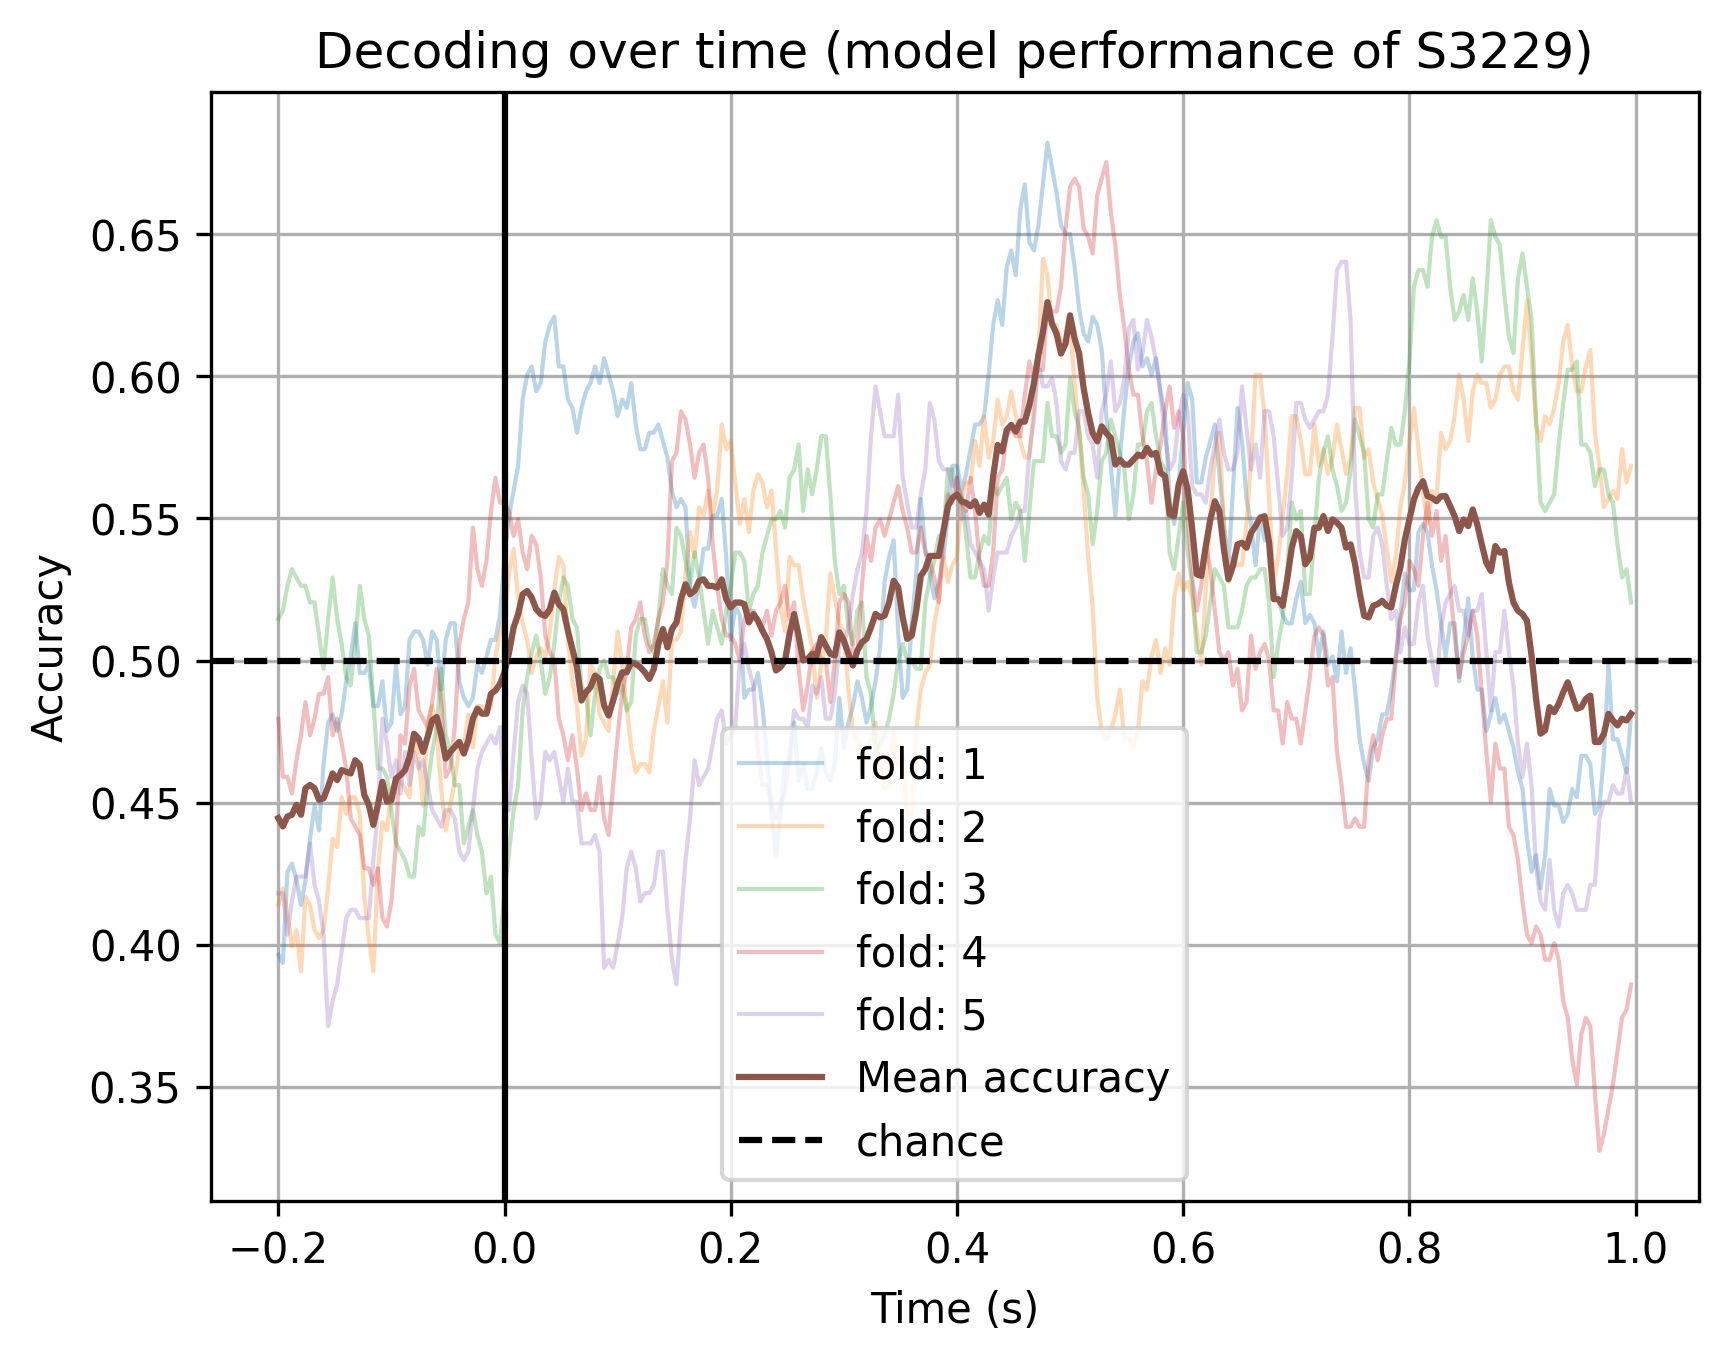 Decoding over time (model performance of S3229)
Accuracy
0.65
0.60
0.55
0.50
0.45
0.40
0.35
fold: 1
fold: 2
fold: 3
fold: 4
fold: 5
Mean accuracy
chance
−0.2 0.0 0.2 0.4 0.6 0.8 1.0
Time (s)